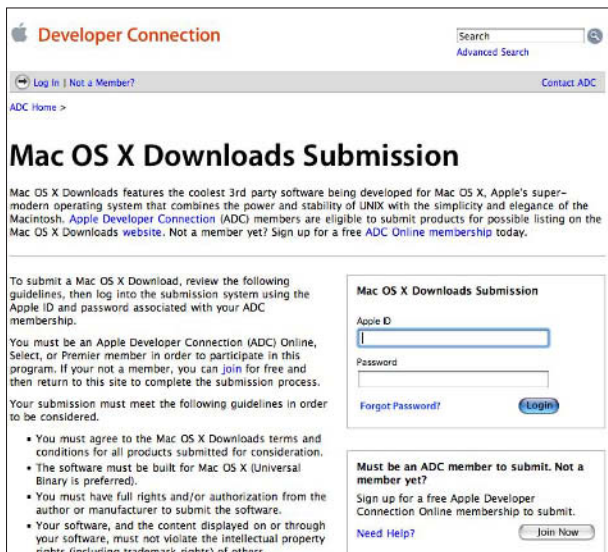 Developer Connection
Search
Advanced Search
Log In | Not a Member?
Contact ADC
ADC Home >
Mac OS X Downloads Submission
Mac OS X Downloads features the coolest 3rd party software being developed for Mac OS X, Apple's super-
modern operating system that combines the power and stability of UNIX with the simplicity and elegance of the
Macintosh. Apple Developer Connection (ADC) members are eligible to submit products for possible listing on the
Mac OS X Downloads website. Not a member yet? Sign up for a free ADC Online membership today.
To submit a Mac OS X Download, review the following
guidelines, then log into the submission system using the
Apple ID and password associated with your ADC
membership.
You must be an Apple Developer Connection (ADC) Online,
Select, or Premier member in order to participate in this
program. If your not a member, you can join for free and
then return to this site to complete the submission process.
Your submission must meet the following guidelines in order
to be considered.
▪ You must agree to the Mac OS X Downloads terms and
conditions for all products submitted for consideration.
▪ The software must be built for Mac OS X (Universal
Binary is preferred).
▪ You must have full rights and/or authorization from the
author or manufacturer to submit the software.
▪ Your software, and the content displayed on or through
your software, must not violate the intellectual property
rights (including trademark rights) of others.
Mac OS X Downloads Submission
Apple ID
Password
Forgot Password?
Login
Must be an ADC member to submit. Not a
member yet?
Sign up for a free Apple Developer
Connection Online membership to submit.
Need Help?
Join Now